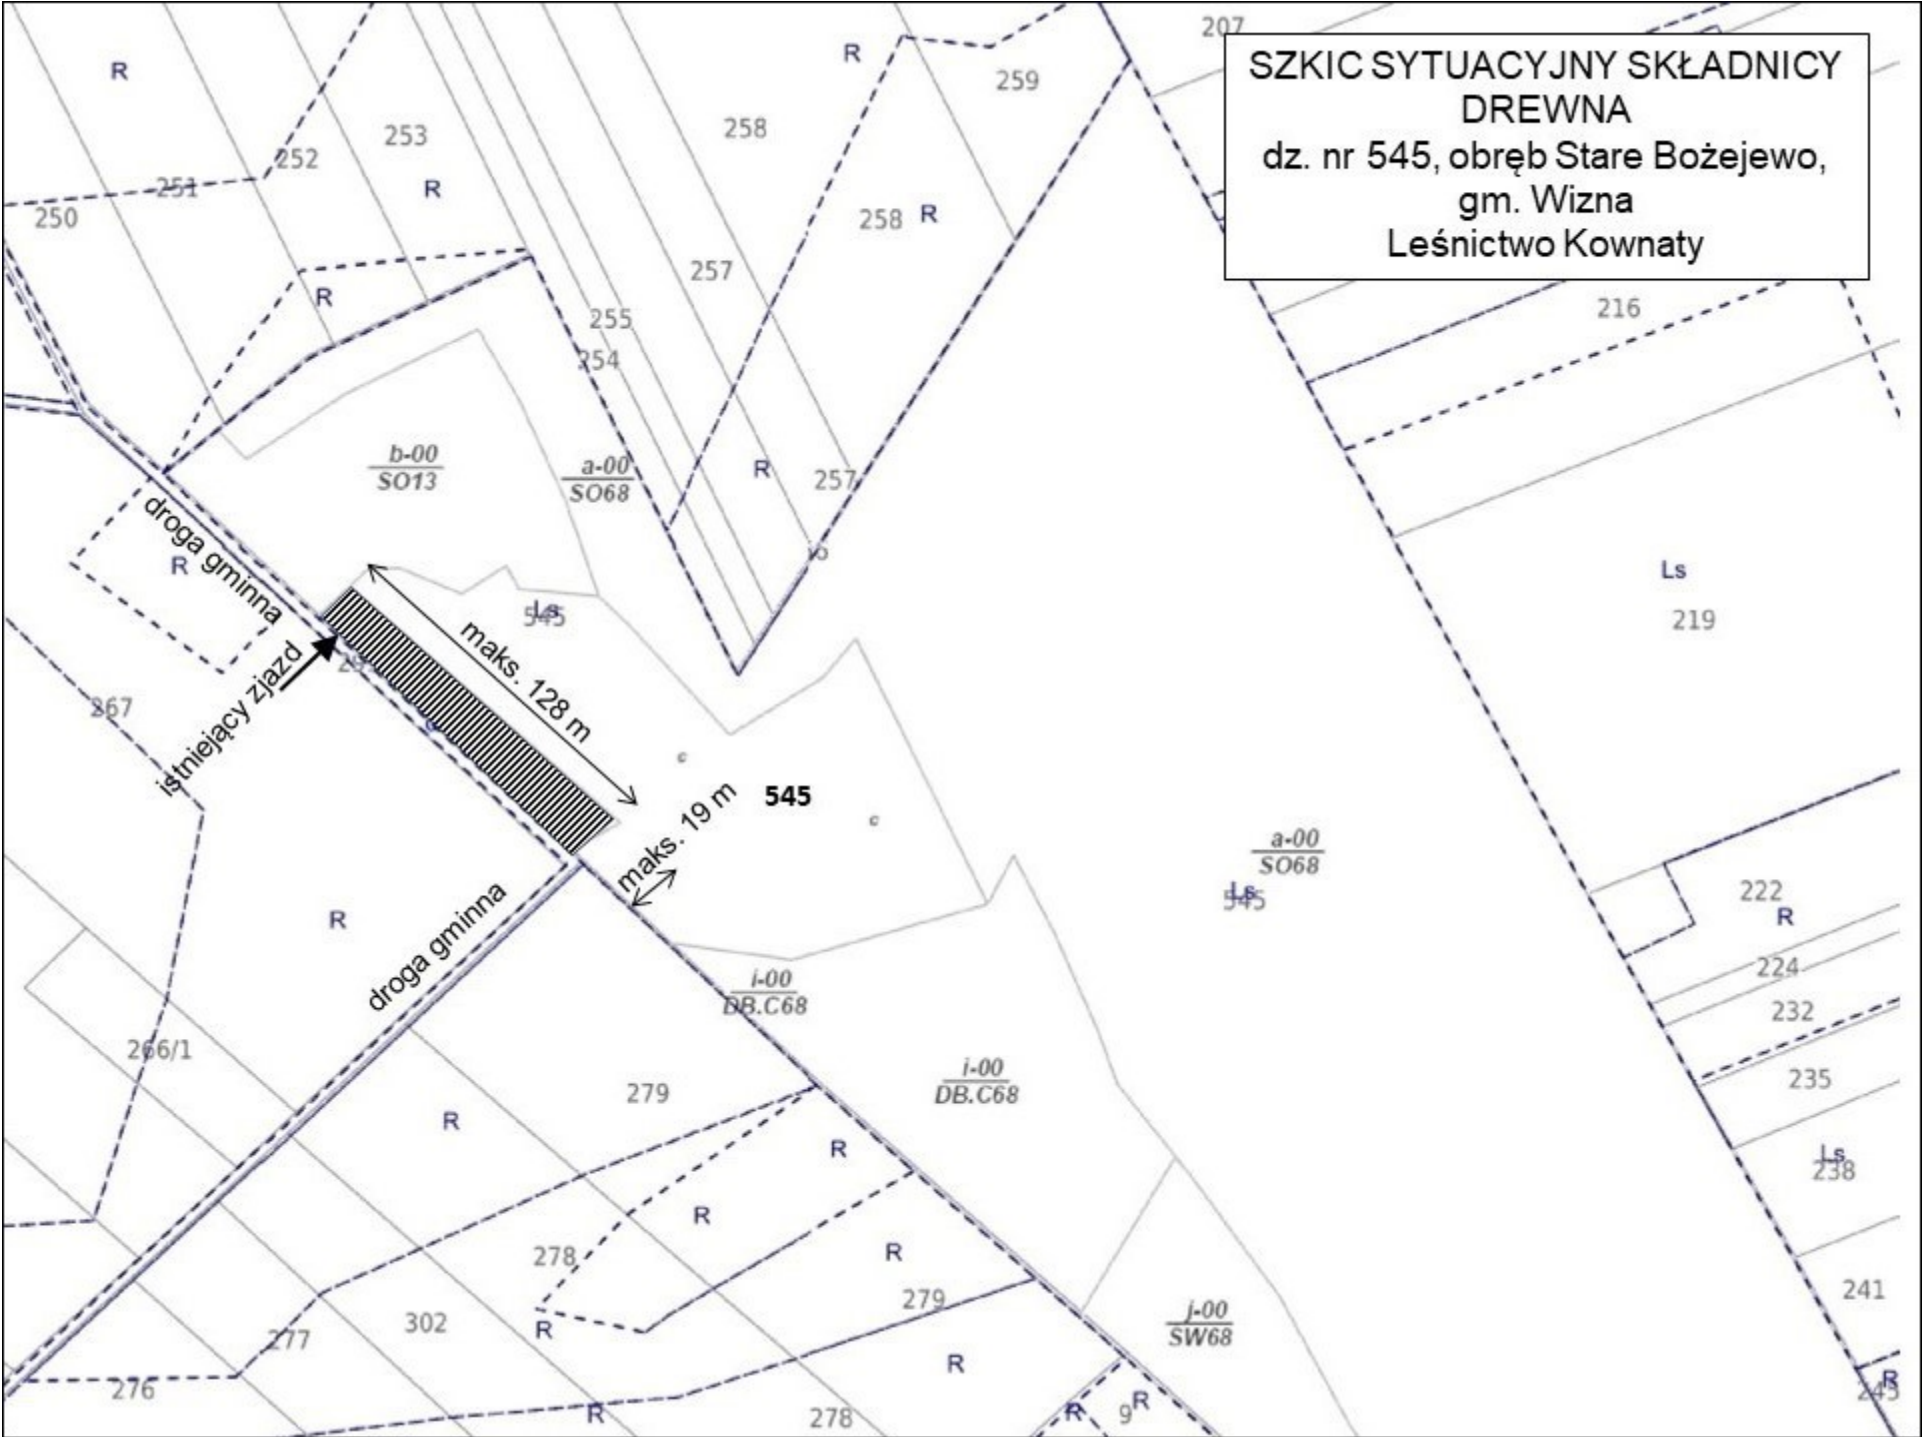 207
SZKIC SYTUACYJNY SKŁADNICY
DREWNA
dz. nr 545, obręb Stare Bożejewo,
gm. Wizna
Leśnictwo Kownaty
R
R
259
253
258
252
251
R
250
258
R
257
R
216
255
254
b-00
SO13
a-00
SO68
R
257
droga gminna
R
Ls
545
Ls
219
maks. 128 m
istniejący zjazd
267
c
545
maks. 19 m
c
a-00
SO68
Ls
545
222
R
R
droga gminna
224
i-00
DB.C68
232
266/1
i-00
DB.C68
235
279
R
R
Ls
238
R
278
R
279
241
302
R
277
j-00
SW68
R
276
R
R
278
R
9
R
R
245